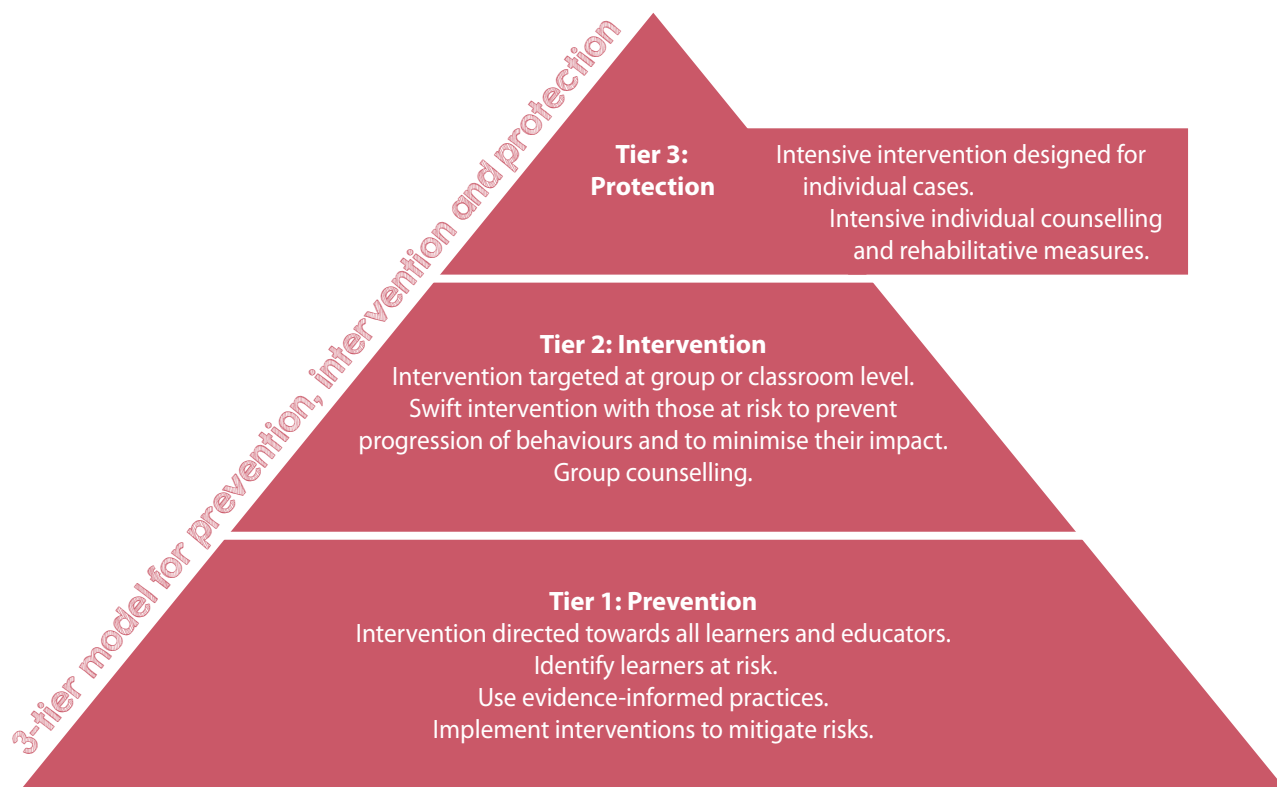 3-tier model for prevention, intervention and protection
Tier 3:
Protection
Intensive intervention designed for
individual cases.
Intensive individual counselling
and rehabilitative measures.
Tier 2: Intervention
Intervention targeted at group or classroom level.
Swift intervention with those at risk to prevent
progression of behaviours and to minimise their impact.
Group counselling.
Tier 1: Prevention
Intervention directed towards all learners and educators.
Identify learners at risk.
Use evidence-informed practices.
Implement interventions to mitigate risks.